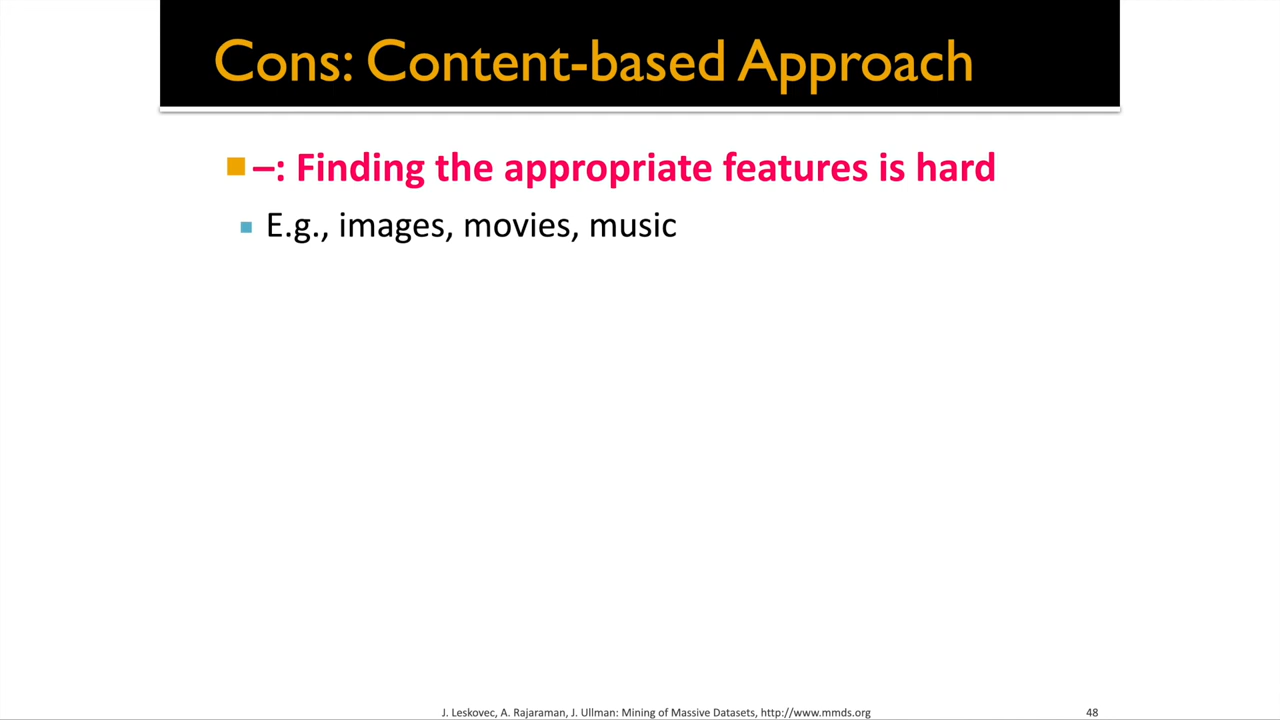 Cons: Content-based Approach
–: Finding the appropriate features is hard
E.g., images, movies, music
J. Leskovec, A. Rajaraman, J. Ullman: Mining of Massive Datasets, http://www.mmds.org
48